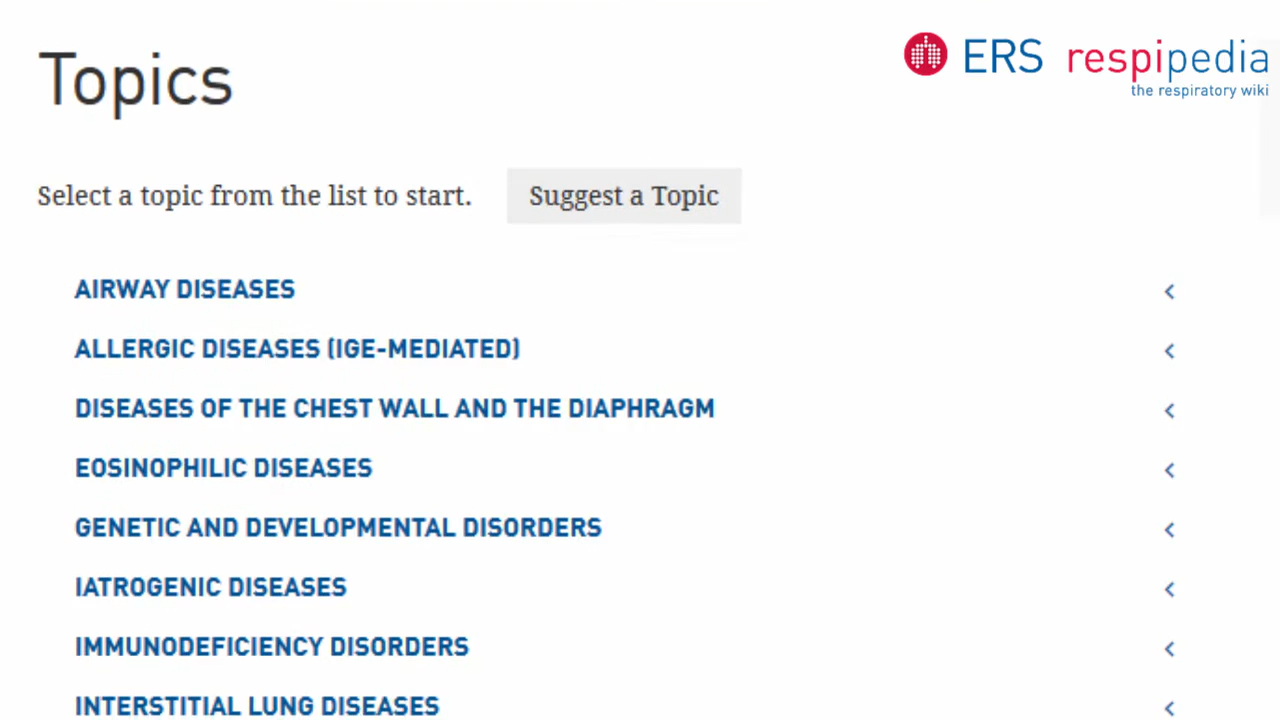 Topics
ERS respipedia
the respiratory wiki
Select a topic from the list to start.
Suggest a Topic
AIRWAY DISEASES
ALLERGIC DISEASES (IGE-MEDIATED)
DISEASES OF THE CHEST WALL AND THE DIAPHRAGM
EOSINOPHILIC DISEASES
GENETIC AND DEVELOPMENTAL DISORDERS
IATROGENIC DISEASES
IMMUNODEFICIENCY DISORDERS
INTERSTITIAL LUNG DISEASES